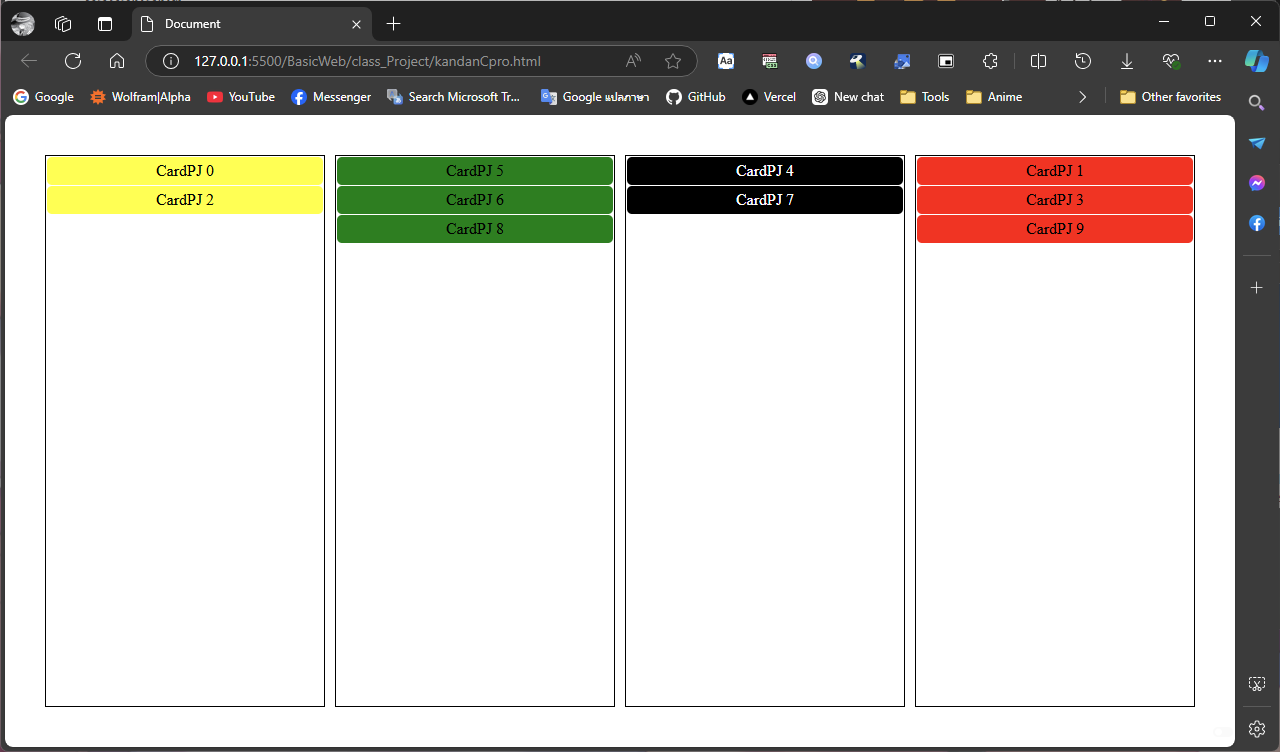 Document
127.0.0.1:5500/BasicWeb/class_Project/kandanCpro.html
Google Wolfram|Alpha YouTube Messenger Search Microsoft Tr... Google แปลภาษา GitHub Vercel New chat Tools Anime Other favorites
CardPJ 0 CardPJ 5 CardPJ 4 CardPJ 1
CardPJ 2 CardPJ 6 CardPJ 7 CardPJ 3
CardPJ 8 CardPJ 9